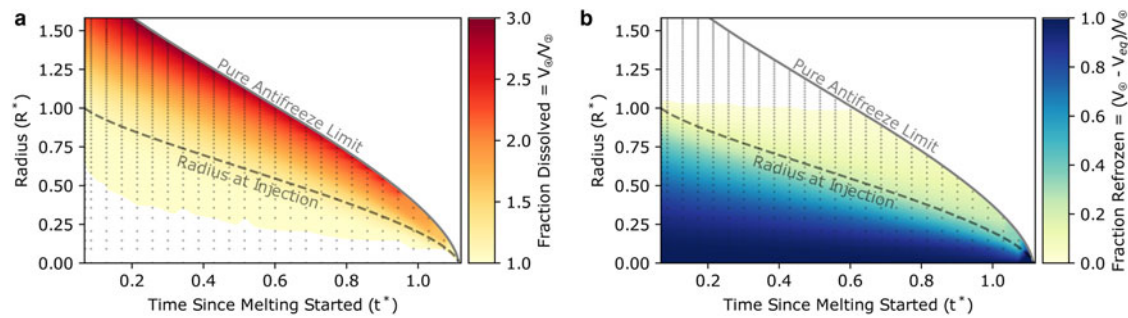 a
1.50
1.25
1.00
0.75
0.50
0.25
0.00
Radius (R*)
0.2 0.4 0.6 0.8 1.0
Time Since Melting Started (t*)
Pure Antifreeze Limit
Radius at Injection
3.0
2.5
2.0
1.5
1.0
Fraction Dissolved = V⊚/V⊚
b
1.50
1.25
1.00
0.75
0.50
0.25
0.00
Radius (R*)
0.2 0.4 0.6 0.8 1.0
Time Since Melting Started (t*)
Pure Antifreeze Limit
Radius at Injection
1.0
0.8
0.6
0.4
0.2
0.0
Fraction Refrozen = (V⊚ - Veq)/V⊚